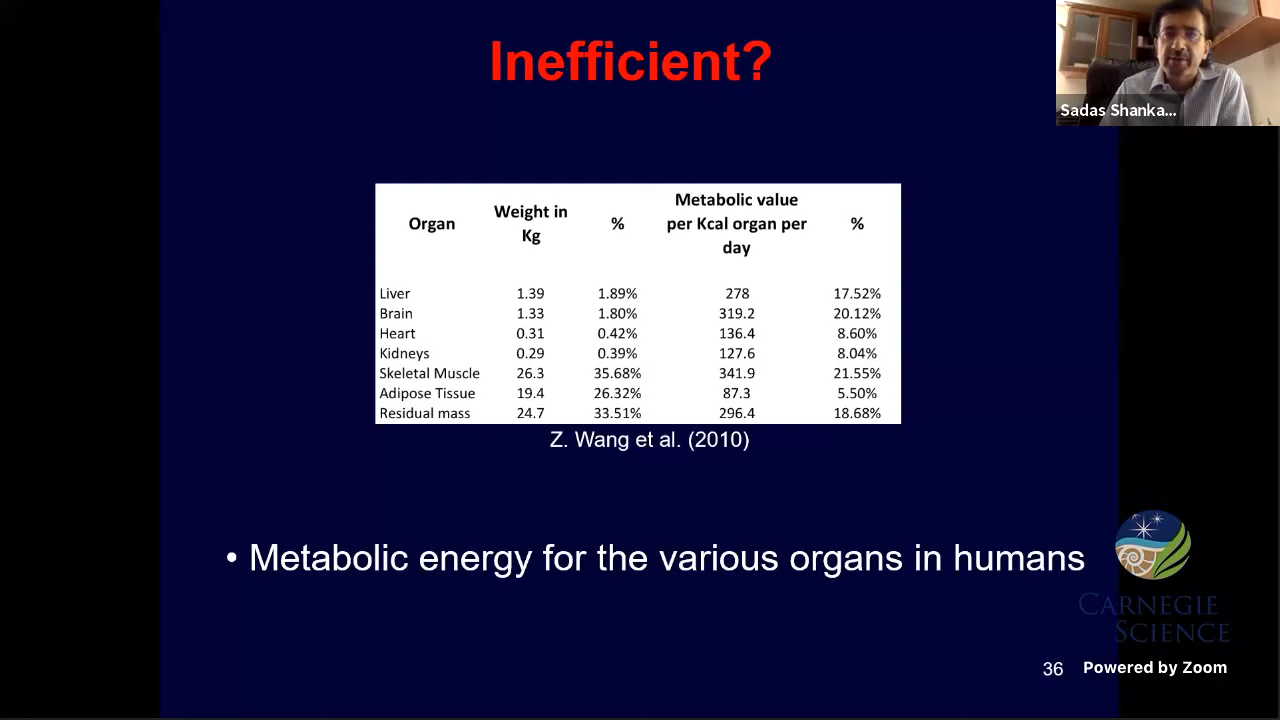 Inefficient?
Sadas Shanka...
Organ Weight in Kg % Metabolic value per Kcal organ per day %
Liver 1.39 1.89% 278 17.52%
Brain 1.33 1.80% 319.2 20.12%
Heart 0.31 0.42% 136.4 8.60%
Kidneys 0.29 0.39% 127.6 8.04%
Skeletal Muscle 26.3 35.68% 341.9 21.55%
Adipose Tissue 19.4 26.32% 87.3 5.50%
Residual mass 24.7 33.51% 296.4 18.68%
Z. Wang et al. (2010)
• Metabolic energy for the various organs in humans
CARNEGIE
SCIENCE
36 Powered by Zoom